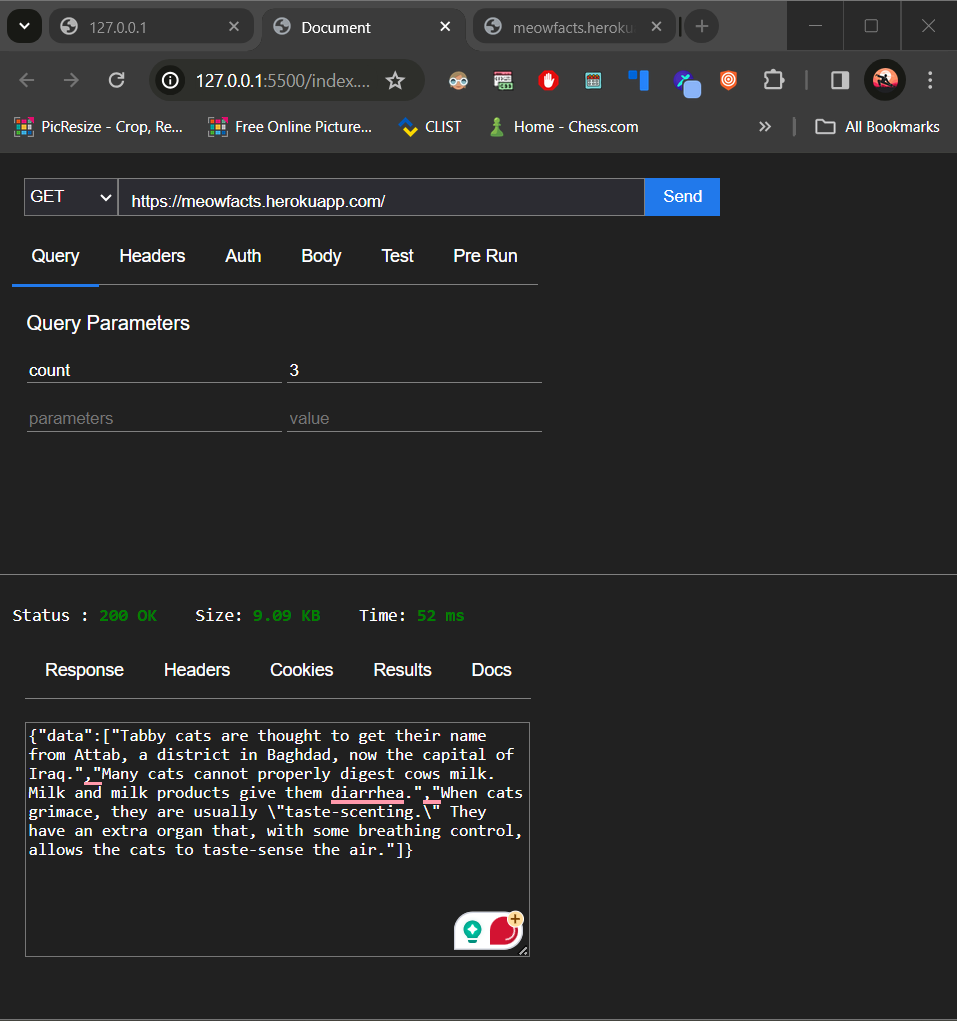 127.0.0.1
Document
meowfacts.heroku
127.0.0.1:5500/index....
PicResize - Crop, Re...
Free Online Picture...
CLIST
Home - Chess.com
All Bookmarks
GET
https://meowfacts.herokuapp.com/
Send
Query Headers Auth Body Test Pre Run
Query Parameters
count 3
parameters value
Status : 200 OK Size: 9.09 KB Time: 52 ms
Response Headers Cookies Results Docs
{"data":["Tabby cats are thought to get their name
from Attab, a district in Baghdad, now the capital of
Iraq.","Many cats cannot properly digest cows milk.
Milk and milk products give them diarrhea.","When cats
grimace, they are usually \"taste-scenting.\" They
have an extra organ that, with some breathing control,
allows the cats to taste-sense the air."]}